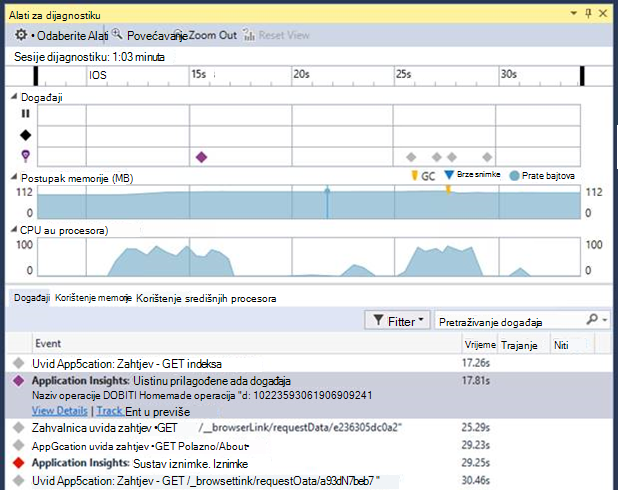 Alati za dijagnostiku
• Odaberite Alati Povećavanje Zoom Out Reset View
Sesije dijagnostiku: 1:03 minuta
IOS 15s 20s 25s 30s
Događaji
Postupak memorije (MB) GC Brze snimke Prate bajtova
112 112
0 0
CPU au procesora)
100 100
0 0
Događaji Korištenje memorije Korištenje središnjih procesora
Fitter Pretraživanje događaja
Event Vrijeme Trajanje Niti
Uvid App5cation: Zahtjev - GET indeksa 17.26s
Application Insights: Uistinu prilagođene ada događaja 17.81s
Naziv operacije DOBITI Homemade operacija "d: 10223593061906909241
View Details | Track Ent u previše
Zahvalnica uvida zahtjev •GET /__browserLink/requestData/e236305dc0a2" 25.29s
AppGcation uvida zahtjev •GET Polazno/About• 29.23s
Application Insights: Sustav iznimke. Iznimke 29.25s
Uvid App5cation: Zahtjev - GET /_browsettink/requestOata/a93dN7beb7 " 30.46s